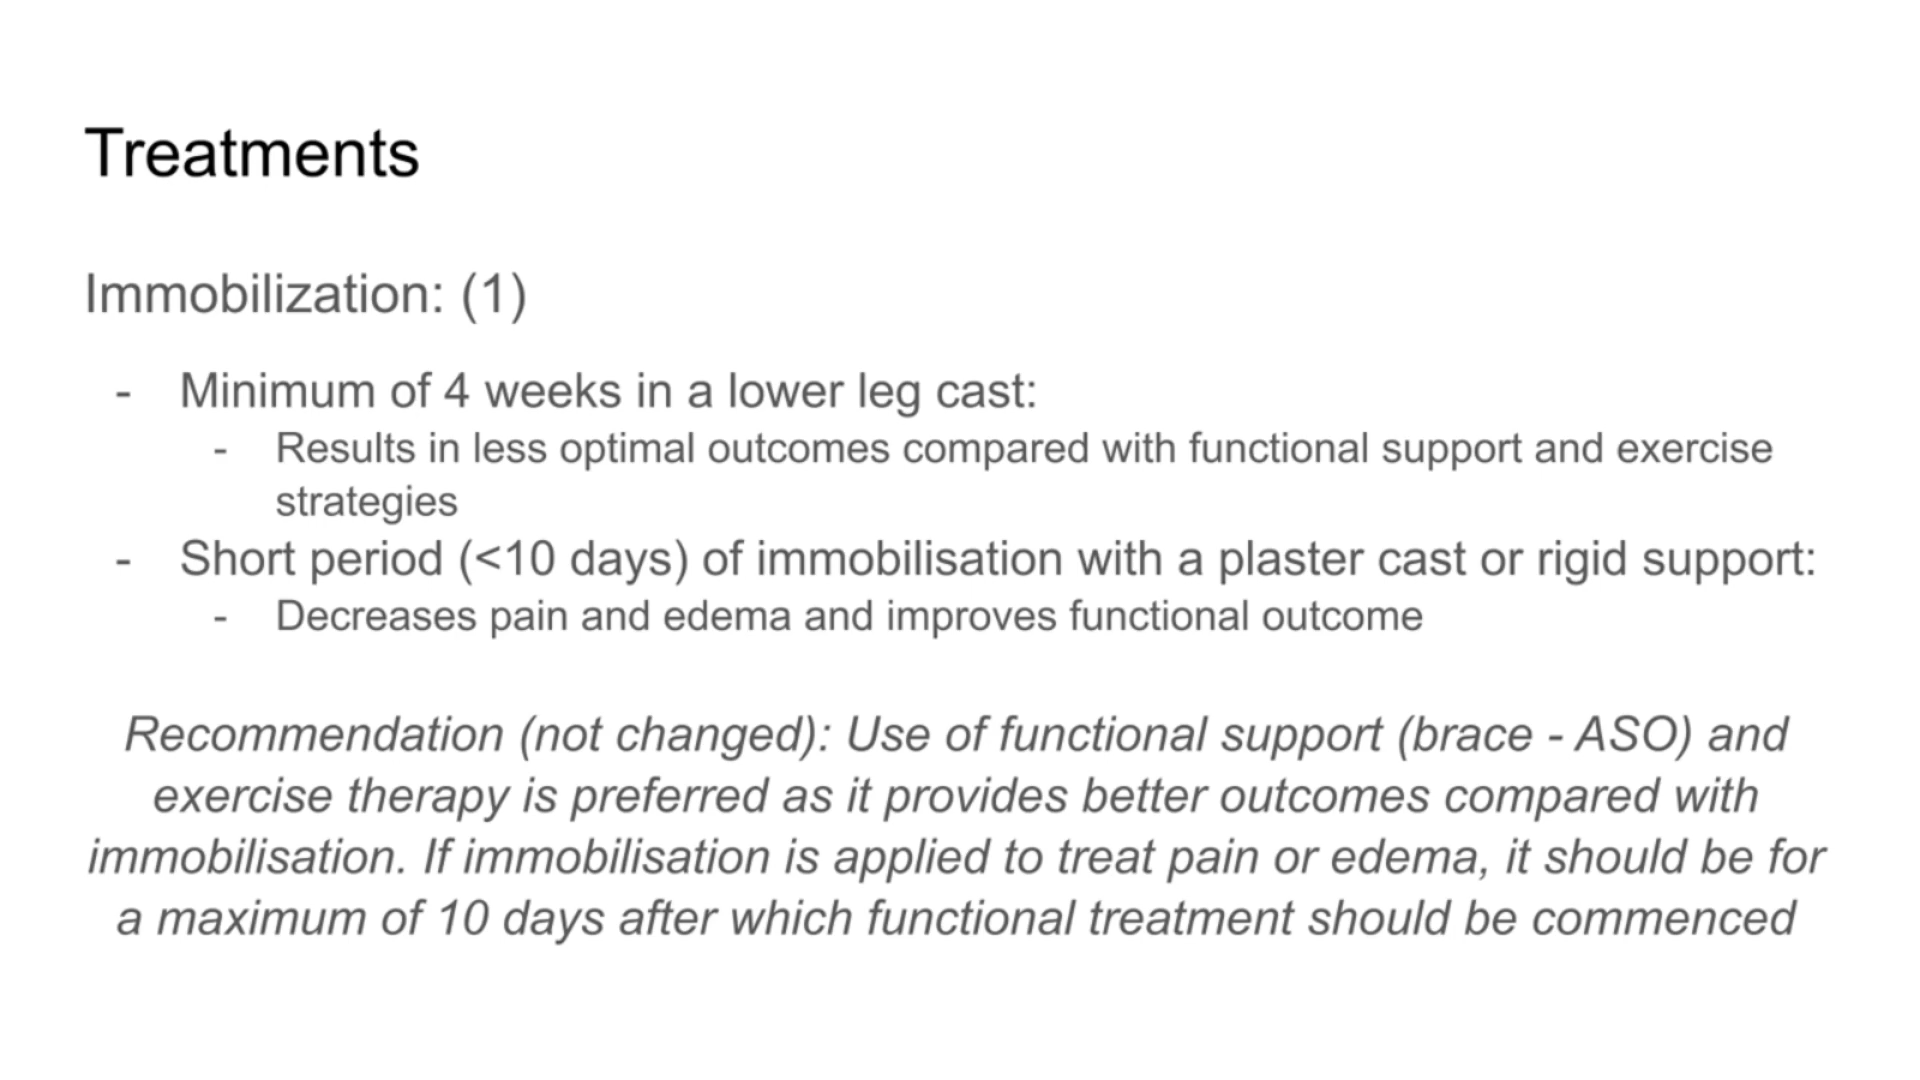 Treatments
Immobilization: (1)
- Minimum of 4 weeks in a lower leg cast:
- Results in less optimal outcomes compared with functional support and exercise
strategies
- Short period (<10 days) of immobilisation with a plaster cast or rigid support:
- Decreases pain and edema and improves functional outcome
Recommendation (not changed): Use of functional support (brace - ASO) and
exercise therapy is preferred as it provides better outcomes compared with
immobilisation. If immobilisation is applied to treat pain or edema, it should be for
a maximum of 10 days after which functional treatment should be commenced